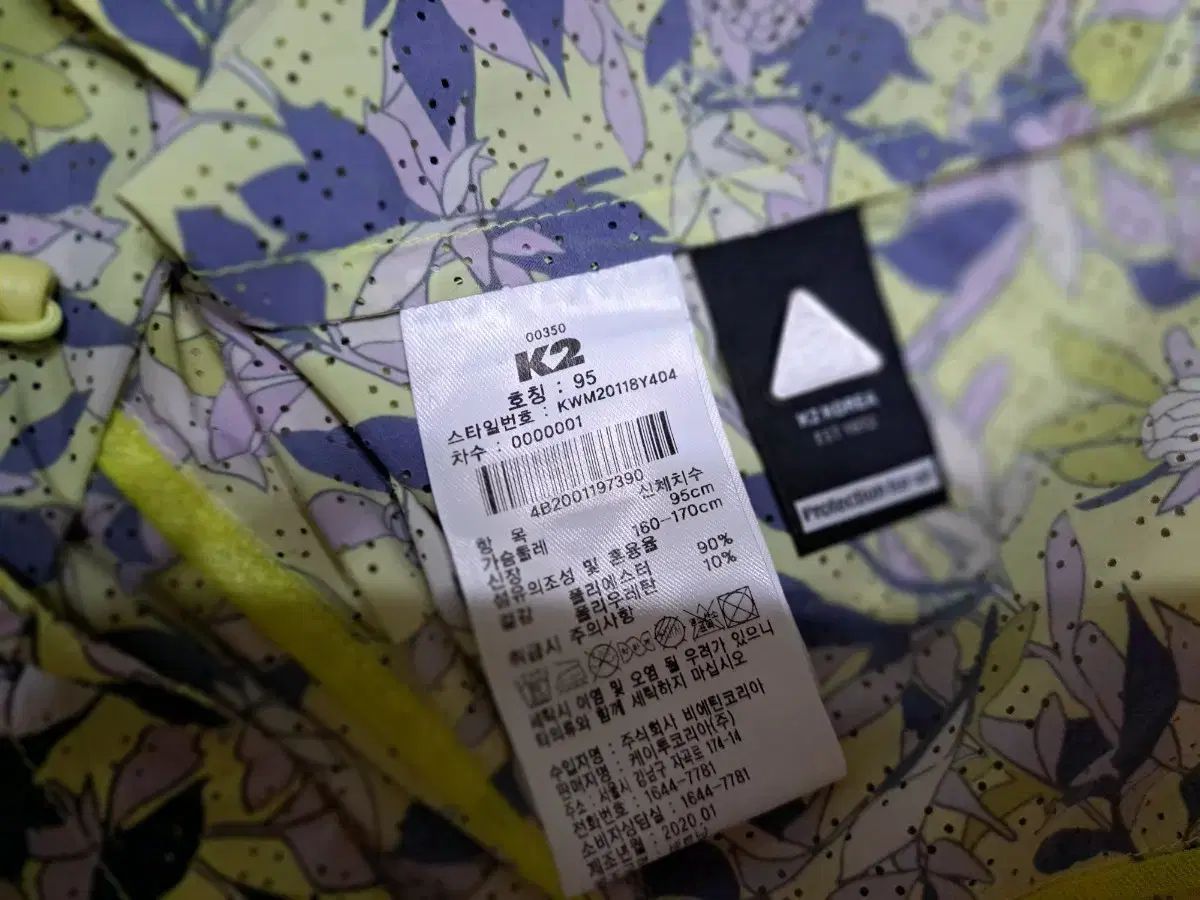 00350
K2
호칭 : 95
스타일번호 : KWM20118Y404
차수 : 0000001
4B2001197390
항 목 신체치수
가슴둘레 95cm
신장 160-170cm
섬유의조성 및 혼용율
겉감 폴리에스터 90%
폴리우레탄 10%
취급시 주의사항
세탁시 이염 및 오염 될 우려가 있으니
타의류와 함께 세탁하지 마십시오
수입자명 : 주식회사 비에틴코리아
판매자명 : 케이투코리아(주)
주소 : 서울시 강남구 자곡로 174-14
전화번호 : 1644-7781
소비자상담실 : 1644-7781
제조년월 : 2020.01
K2 KOREA
EST 1972
Protection for all